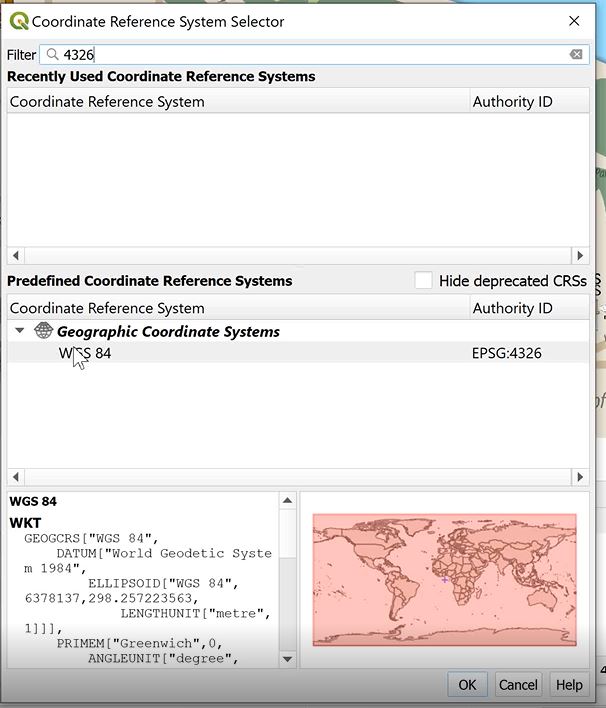 Coordinate Reference System Selector
Filter 4326
Recently Used Coordinate Reference Systems
Coordinate Reference System Authority ID
Predefined Coordinate Reference Systems Hide deprecated CRSs
Coordinate Reference System Authority ID
Geographic Coordinate Systems
WGS 84 EPSG:4326
WGS 84
WKT
GEOGCRS["WGS 84",
DATUM["World Geodetic Syste
m 1984",
ELLIPSOID["WGS 84",
6378137,298.257223563,
LENGTHUNIT["metre",
1]]],
PRIMEM["Greenwich",0,
ANGLEUNIT["degree",
OK Cancel Help